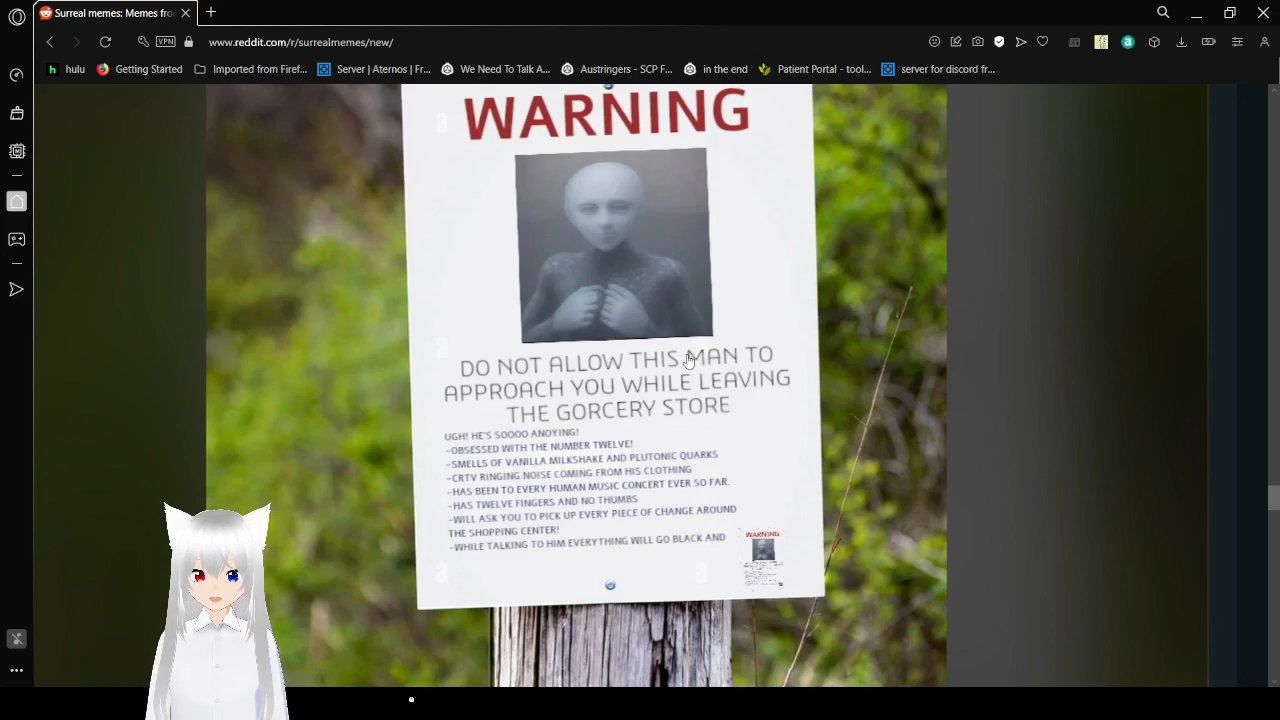 Surreal memes: Memes fro
VPN
www.reddit.com/r/surrealmemes/new/
hulu
Getting Started
Imported from Firef...
Server | Aternos | Fr...
We Need To Talk A...
Austringers - SCP F...
in the end
Patient Portal - tool...
server for discord fr...
WARNING
DO NOT ALLOW THIS MAN TO
APPROACH YOU WHILE LEAVING
THE GORCERY STORE
UGH! HE'S SOOOO ANOYING!
-OBSESSED WITH THE NUMBER TWELVE!
-SMELLS OF VANILLA MILKSHAKE AND PLUTONIC QUARKS
-CRTV RINGING NOISE COMING FROM HIS CLOTHING
-HAS BEEN TO EVERY HUMAN MUSIC CONCERT EVER SO FAR.
-HAS TWELVE FINGERS AND NO THUMBS
-WILL ASK YOU TO PICK UP EVERY PIECE OF CHANGE AROUND
THE SHOPPING CENTER!
-WHILE TALKING TO HIM EVERYTHING WILL GO BLACK AND
WARNING